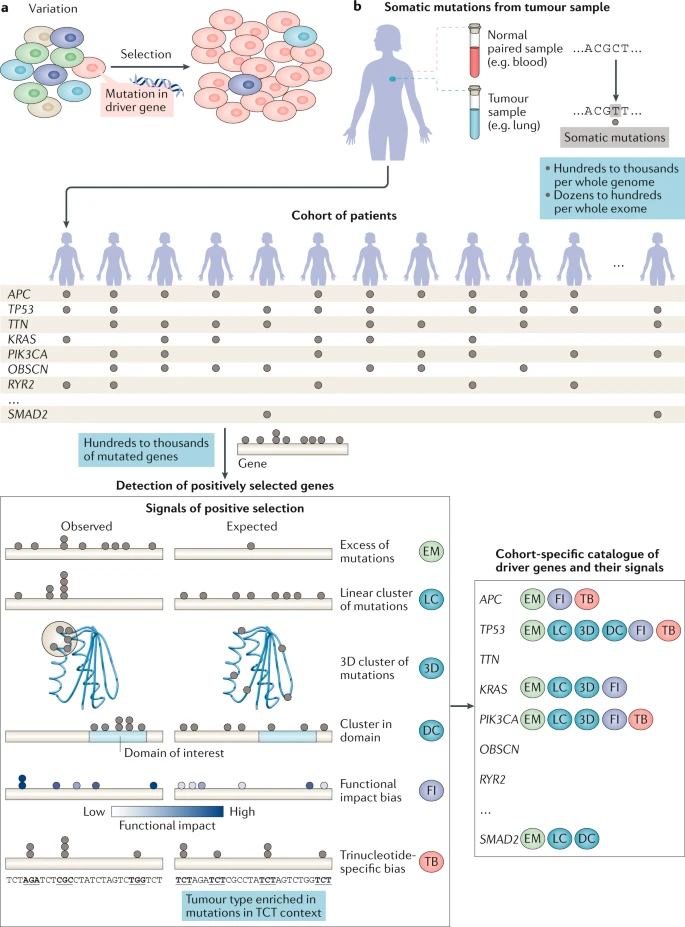 a
Variation
Selection
Mutation in
driver gene
b
Somatic mutations from tumour sample
Normal
paired sample
(e.g. blood)
Tumour
sample
(e.g. lung)
...ACGCT...
...ACGTT...
Somatic mutations
• Hundreds to thousands
per whole genome
• Dozens to hundreds
per whole exome
Cohort of patients
...
APC
TP53
TTN
KRAS
PIK3CA
OBSCN
RYR2
...
SMAD2
Hundreds to thousands
of mutated genes
Gene
Detection of positively selected genes
Signals of positive selection
Observed
Expected
Excess of
mutations
EM
Linear cluster
of mutations
LC
3D cluster of
mutations
3D
Cluster in
domain
DC
Domain of interest
Functional
impact bias
FI
Low
High
Functional impact
Trinucleotide-
specific bias
TB
TCTAGATCTCGCCTATCTAGTCTGGTCT
TCTAGATCTCGCCTATCTAGTCTGGTCT
Tumour type enriched in
mutations in TCT context
Cohort-specific catalogue of
driver genes and their signals
APC EM FI TB
TP53 EM LC 3D DC FI TB
TTN
KRAS EM LC 3D FI
PIK3CA EM LC 3D FI TB
OBSCN
RYR2
...
SMAD2 EM LC DC